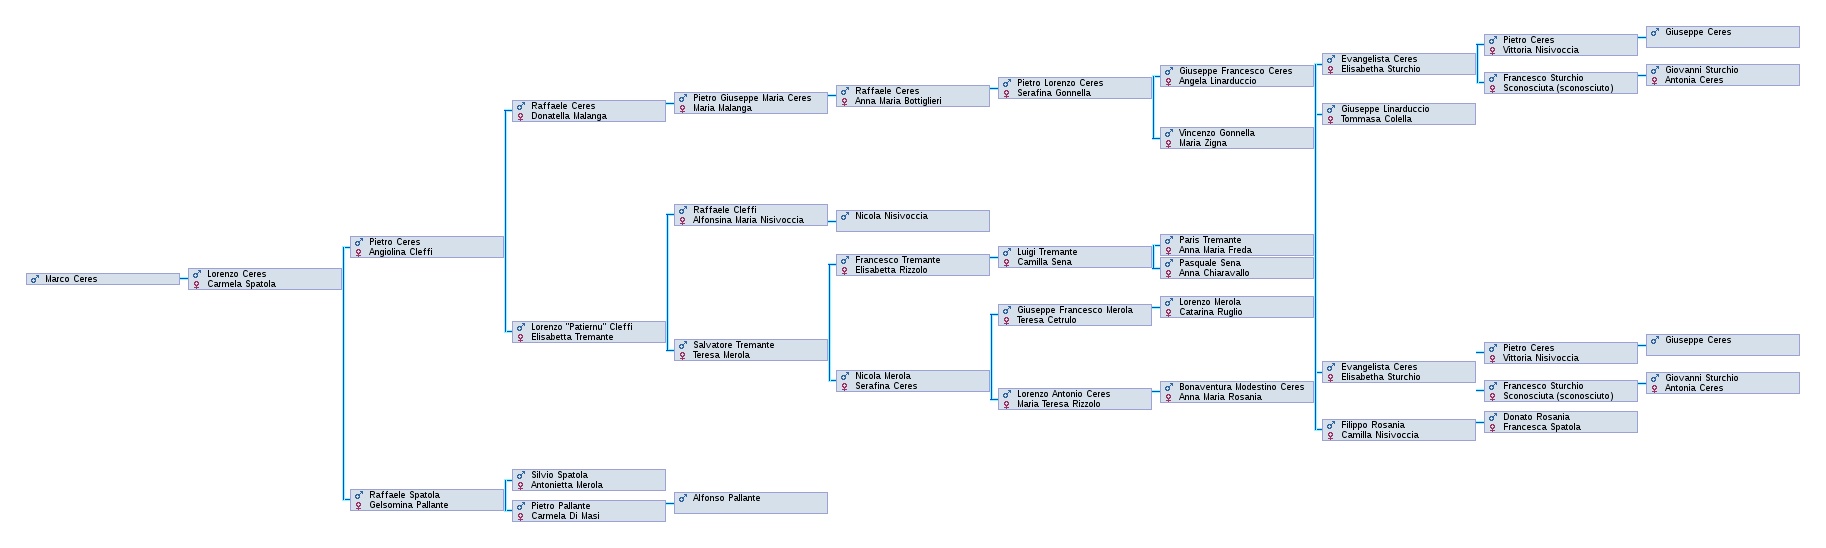 Marco Ceres
Lorenzo Ceres
Carmela Spatola
Pietro Ceres
Angiolina Cleffi
Raffaele Spatola
Gelsomina Pallante
Raffaele Ceres
Donatella Malanga
Lorenzo "Patiernu" Cleffi
Elisabetta Tremante
Silvio Spatola
Antonietta Merola
Pietro Pallante
Carmela Di Masi
Pietro Giuseppe Maria Ceres
Maria Malanga
Raffaele Cleffi
Alfonsina Maria Nisivoccia
Salvatore Tremante
Teresa Merola
Alfonso Pallante
Raffaele Ceres
Anna Maria Bottiglieri
Nicola Nisivoccia
Francesco Tremante
Elisabetta Rizzolo
Nicola Merola
Serafina Ceres
Pietro Lorenzo Ceres
Serafina Gonnella
Luigi Tremante
Camilla Sena
Giuseppe Francesco Merola
Teresa Cetrulo
Lorenzo Antonio Ceres
Maria Teresa Rizzolo
Giuseppe Francesco Ceres
Angela Linarduccio
Vincenzo Gonnella
Maria Zigna
Paris Tremante
Anna Maria Freda
Pasquale Sena
Anna Chiaravallo
Lorenzo Merola
Catarina Ruglio
Bonaventura Modestino Ceres
Anna Maria Rosania
Evangelista Ceres
Elisabetha Sturchio
Giuseppe Linarduccio
Tommasa Colella
Evangelista Ceres
Elisabetha Sturchio
Filippo Rosania
Camilla Nisivoccia
Pietro Ceres
Vittoria Nisivoccia
Francesco Sturchio
Sconosciuta (sconosciuto)
Pietro Ceres
Vittoria Nisivoccia
Francesco Sturchio
Sconosciuta (sconosciuto)
Donato Rosania
Francesca Spatola
Giuseppe Ceres
Giovanni Sturchio
Antonia Ceres
Giuseppe Ceres
Giovanni Sturchio
Antonia Ceres